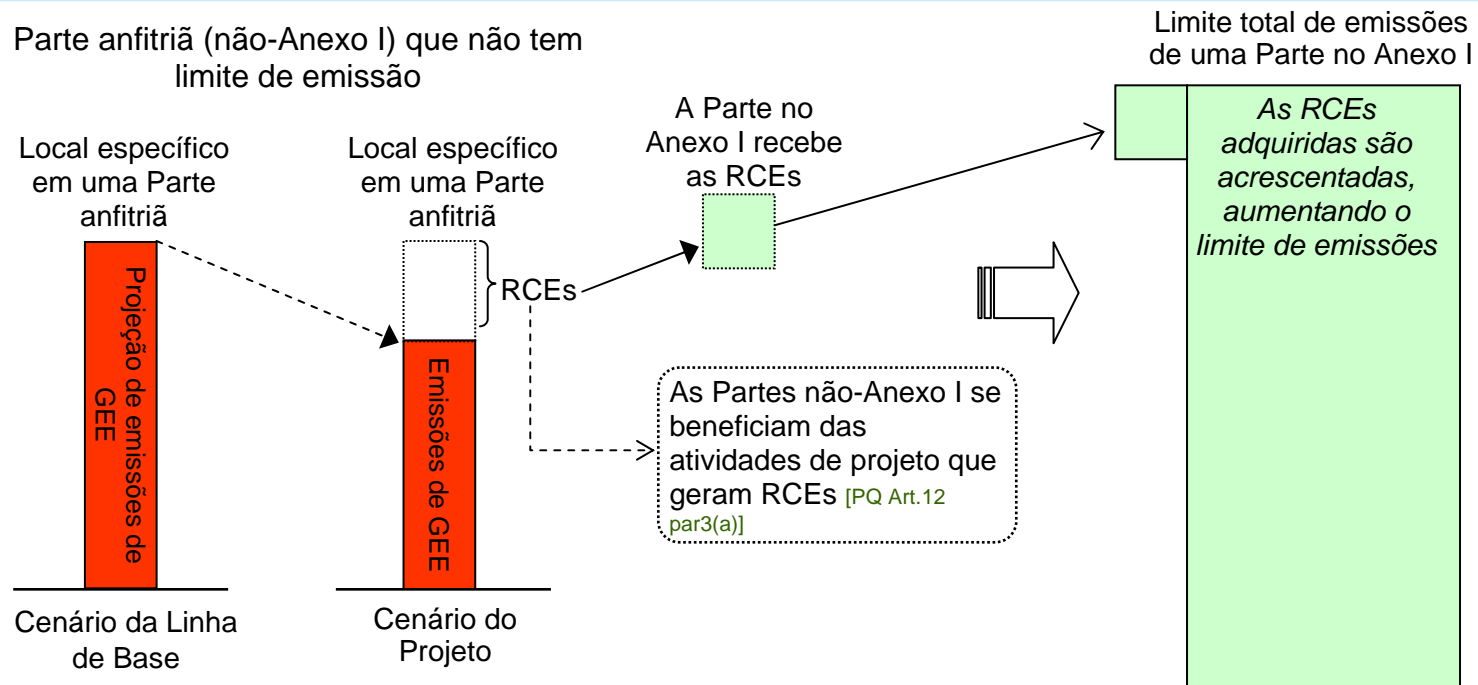 Parte anfitriã (não-Anexo I) que não tem
limite de emissão
Limite total de emissões
de uma Parte no Anexo I
Local específico
em uma Parte
anfitriã
Local específico
em uma Parte
anfitriã
A Parte no
Anexo I recebe
as RCEs
As RCEs
adquiridas são
acrescentadas,
aumentando o
limite de emissões
Projeção de emissões de
GEE
Emissões de GEE
RCEs
As Partes não-Anexo I se
beneficiam das
atividades de projeto que
geram RCEs [PQ Art.12
par3(a)]
Cenário da Linha
de Base
Cenário do
Projeto